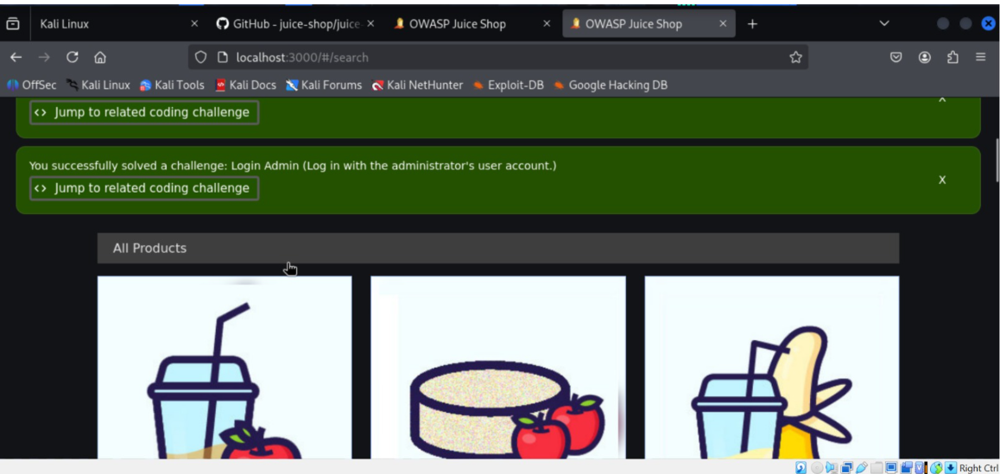 Kali Linux
GitHub - juice-shop/juice-
OWASP Juice Shop
OWASP Juice Shop
localhost:3000/#/search
OffSec Kali Linux Kali Tools Kali Docs Kali Forums Kali NetHunter Exploit-DB Google Hacking DB
<> Jump to related coding challenge
X
You successfully solved a challenge: Login Admin (Log in with the administrator's user account.)
<> Jump to related coding challenge
X
All Products
Right Ctrl